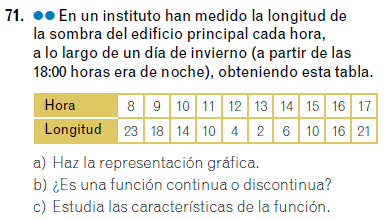 71. ●● En un instituto han medido la longitud de
la sombra del edificio principal cada hora,
a lo largo de un día de invierno (a partir de las
18:00 horas era de noche), obteniendo esta tabla.
Hora 8 9 10 11 12 13 14 15 16 17
Longitud 23 18 14 10 4 2 6 10 16 21
a) Haz la representación gráfica.
b) ¿Es una función continua o discontinua?
c) Estudia las características de la función.